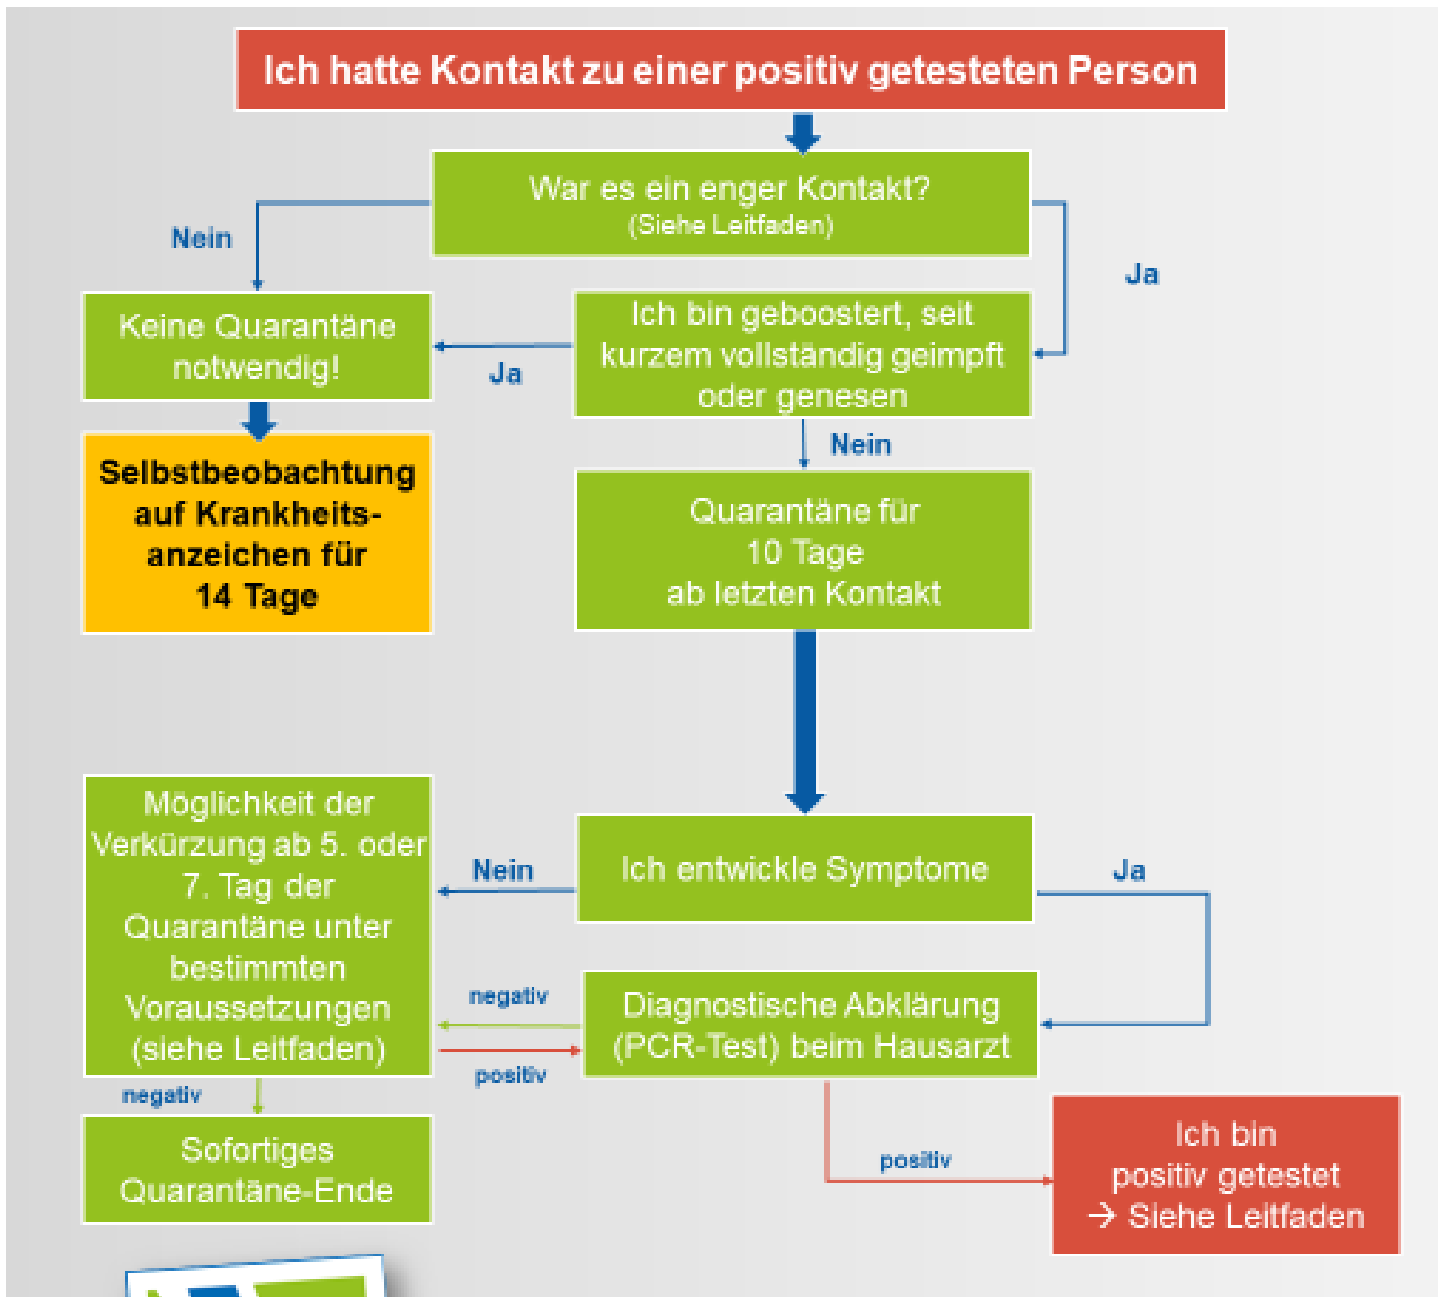 Ich hatte Kontakt zu einer positiv getesteten Person
War es ein enger Kontakt?
(Siehe Leitfaden)
Nein
Ja
Keine Quarantäne
notwendig!
Ja
Ich bin geboostert, seit
kurzem vollständig geimpft
oder genesen
Nein
Selbstbeobachtung
auf Krankheits-
anzeichen für
14 Tage
Quarantäne für
10 Tage
ab letzten Kontakt
Möglichkeit der
Verkürzung ab 5. oder
7. Tag der
Quarantäne unter
bestimmten
Voraussetzungen
(siehe Leitfaden)
Nein
Ich entwickle Symptome
Ja
negativ
positiv
Diagnostische Abklärung
(PCR-Test) beim Hausarzt
negativ
Sofortiges
Quarantäne-Ende
positiv
Ich bin
positiv getestet
→ Siehe Leitfaden